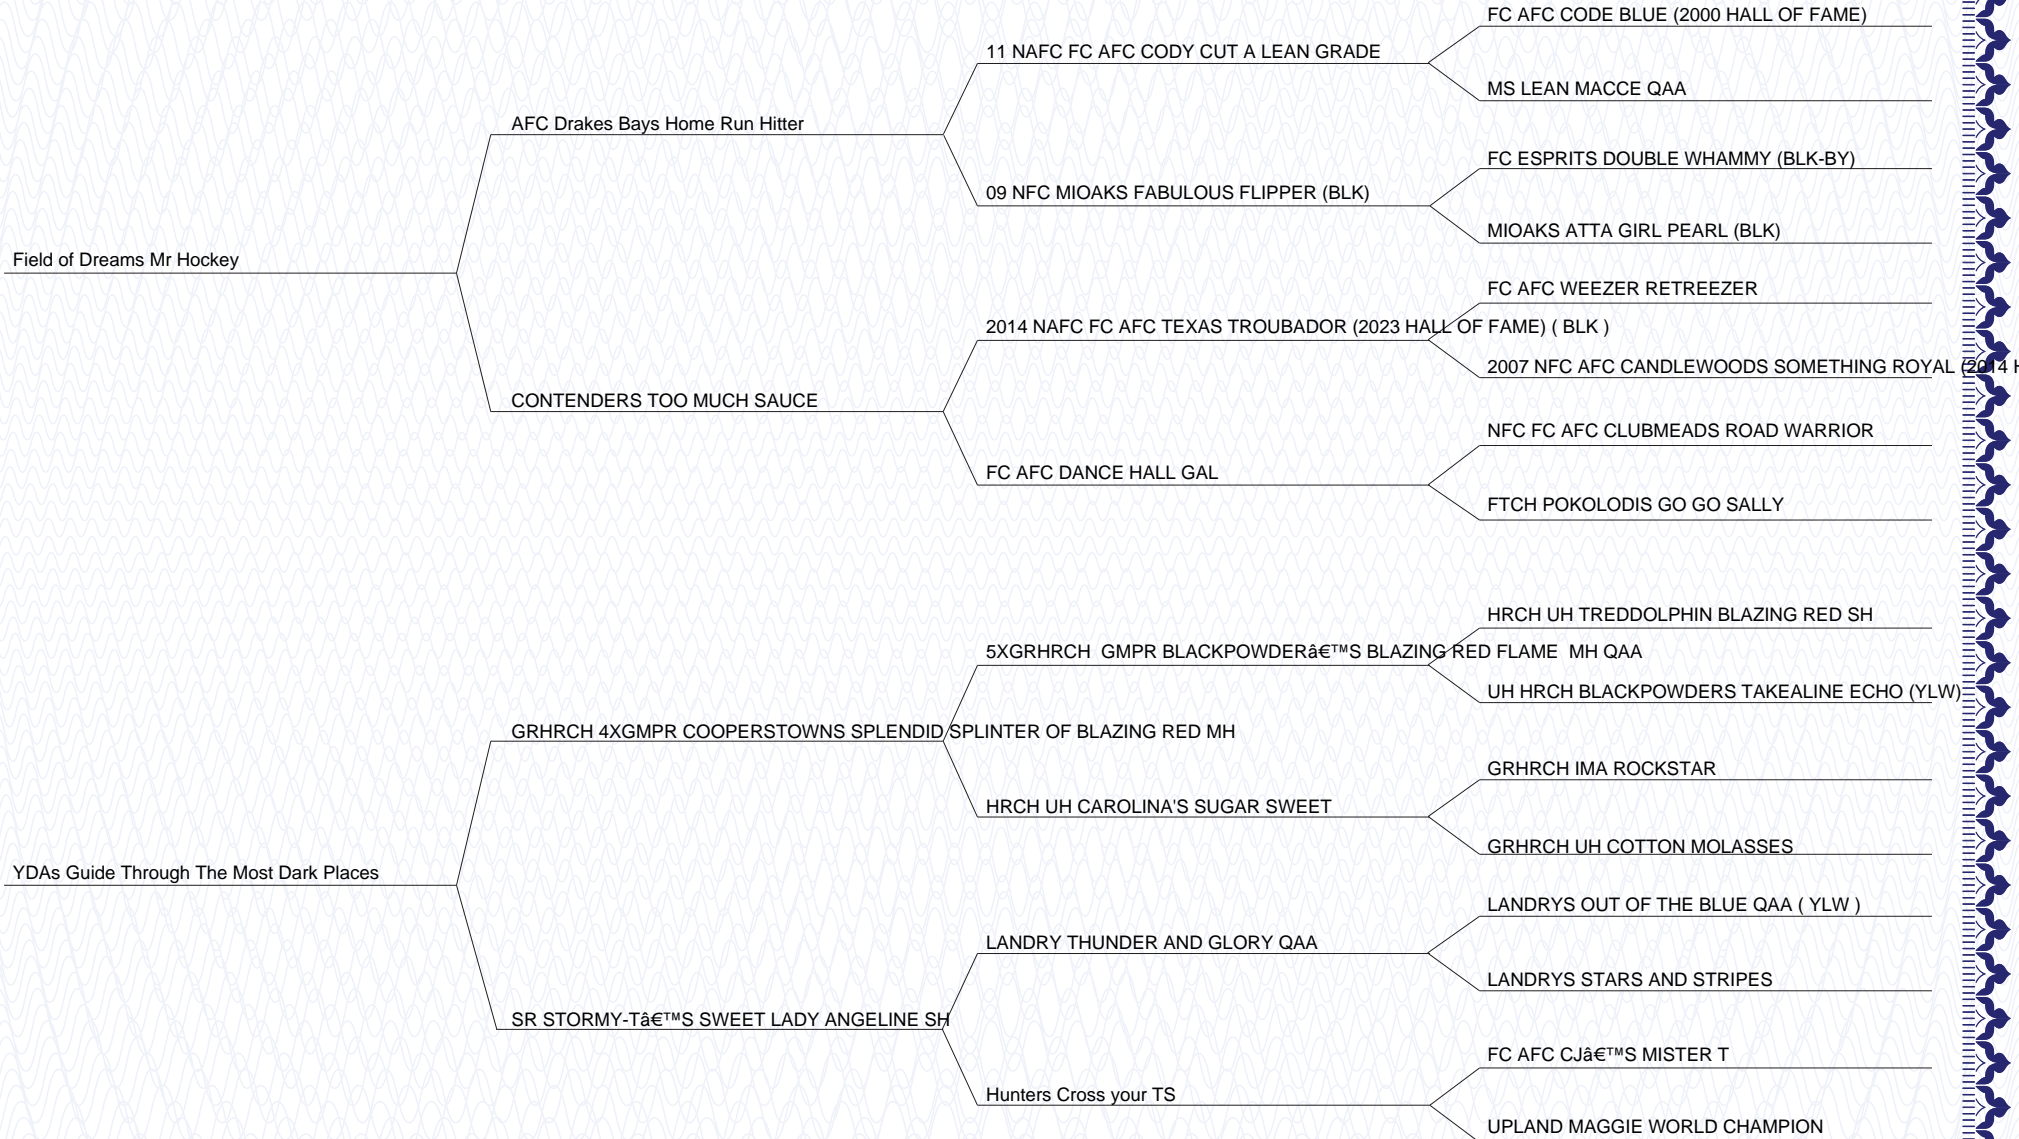 FC AFC CODE BLUE (2000 HALL OF FAME)
11 NAFC FC AFC CODY CUT A LEAN GRADE
MS LEAN MACCE QAA
AFC Drakes Bays Home Run Hitter
FC ESPRITS DOUBLE WHAMMY (BLK-BY)
09 NFC MIOAKS FABULOUS FLIPPER (BLK)
MIOAKS ATTA GIRL PEARL (BLK)
Field of Dreams Mr Hockey
FC AFC WEEZER RETREEZER
2014 NAFC FC AFC TEXAS TROUBADOR (2023 HALL OF FAME) ( BLK )
2007 NFC AFC CANDLEWOODS SOMETHING ROYAL (2014 H
CONTENDERS TOO MUCH SAUCE
NFC FC AFC CLUBMEADS ROAD WARRIOR
FC AFC DANCE HALL GAL
FTCH POKOLODIS GO GO SALLY
HRCH UH TREDDOLPHIN BLAZING RED SH
5XGRHRCH  GMPR BLACKPOWDERâ€™S BLAZING RED FLAME  MH QAA
UH HRCH BLACKPOWDERS TAKEALINE ECHO (YLW)
GRHRCH 4XGMPR COOPERSTOWNS SPLENDID SPLINTER OF BLAZING RED MH
GRHRCH IMA ROCKSTAR
HRCH UH CAROLINA'S SUGAR SWEET
GRHRCH UH COTTON MOLASSES
YDAs Guide Through The Most Dark Places
LANDRYS OUT OF THE BLUE QAA ( YLW )
LANDRY THUNDER AND GLORY QAA
LANDRYS STARS AND STRIPES
SR STORMY-Tâ€™S SWEET LADY ANGELINE SH
FC AFC CJâ€™S MISTER T
Hunters Cross your TS
UPLAND MAGGIE WORLD CHAMPION